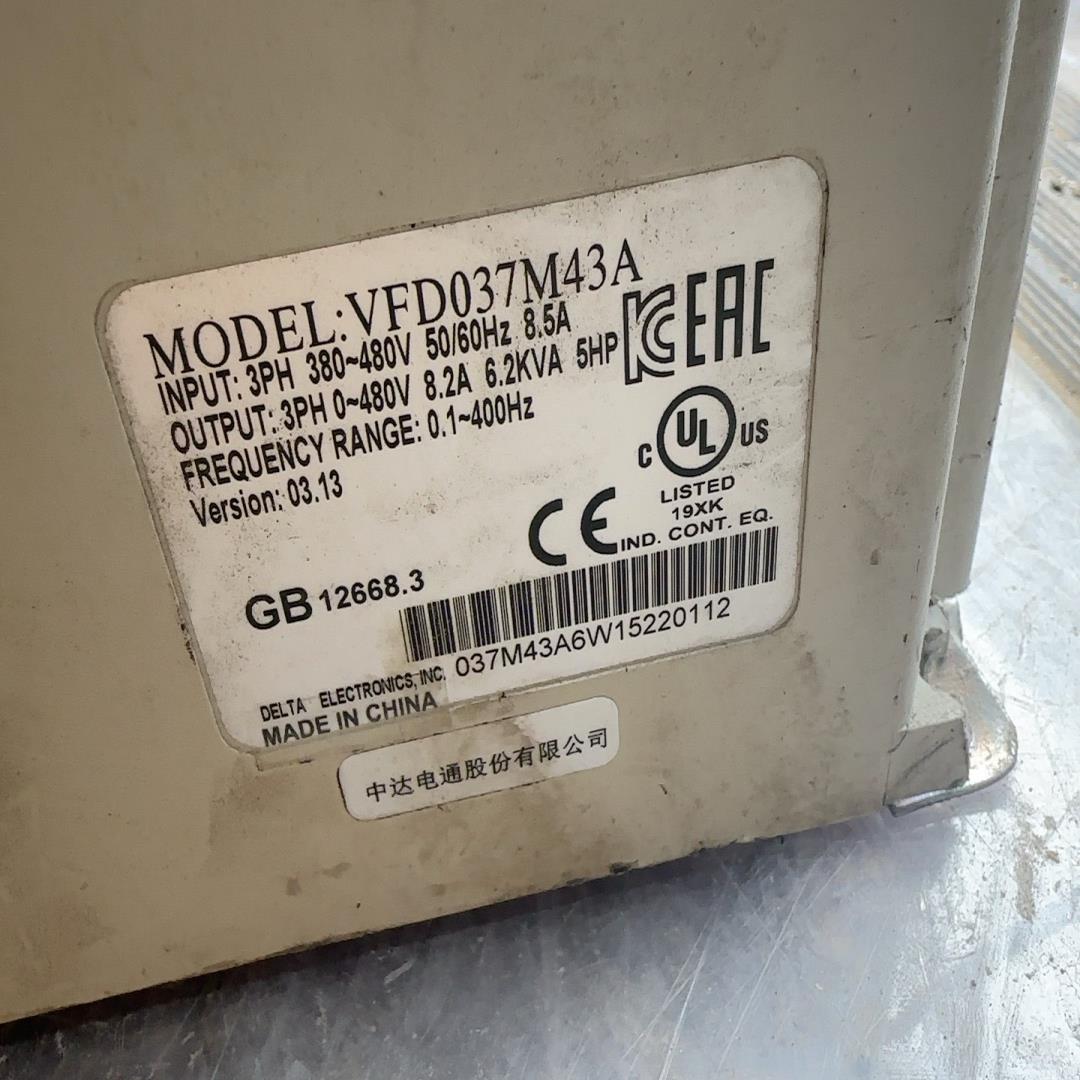 MODEL:VFD037M43A
INPUT: 3PH 380~480V 50/60Hz 8.5A
OUTPUT: 3PH 0~480V 8.2A 6.2KVA 5HP
FREQUENCY RANGE: 0.1~400Hz
Version: 03.13
KC EAC
C UL US
LISTED
19XK
IND. CONT. EQ.
CE
GB 12668.3
037M43A6W15220112
DELTA ELECTRONICS, INC.
MADE IN CHINA
中达电通股份有限公司